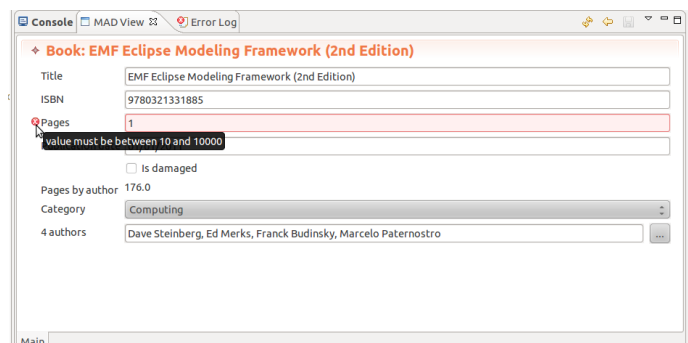 Console MAD View Error Log
Book: EMF Eclipse Modeling Framework (2nd Edition)
Title EMF Eclipse Modeling Framework (2nd Edition)
ISBN 9780321331885
Pages 1
value must be between 10 and 10000
Is damaged
Pages by author 176.0
Category Computing
4 authors Dave Steinberg, Ed Merks, Franck Budinsky, Marcelo Paternostro ...
Main